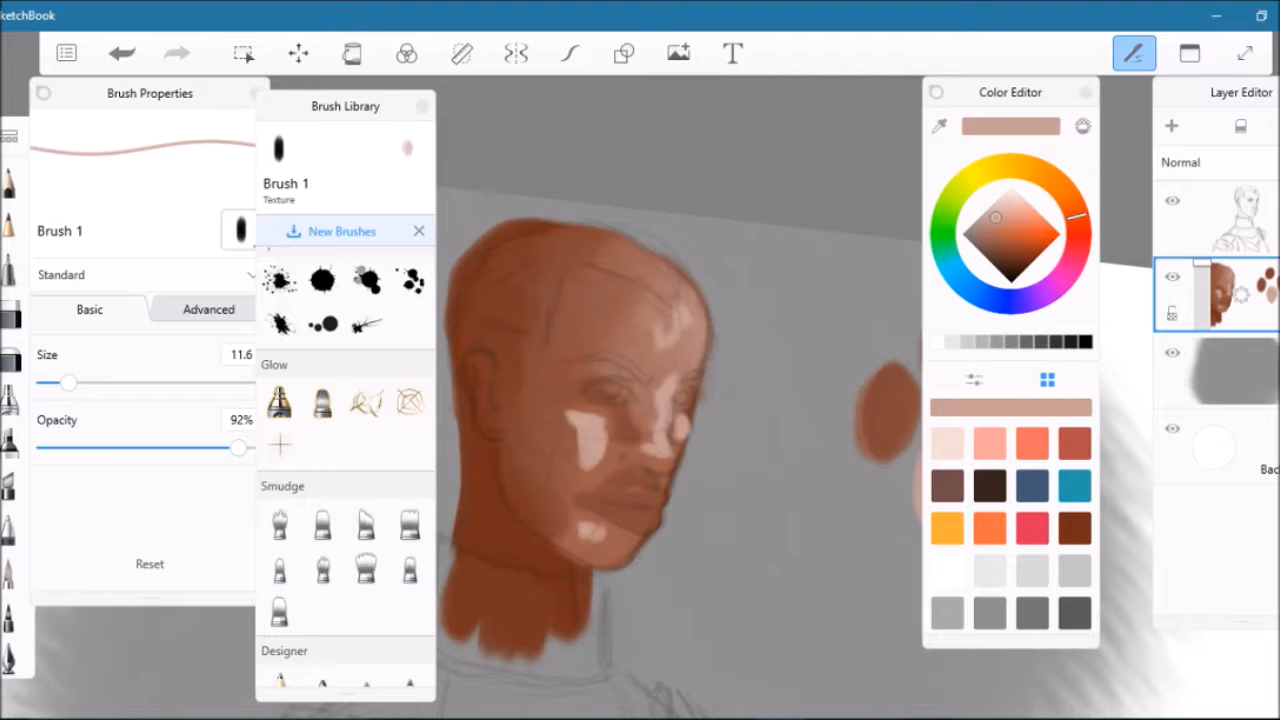 ketchBook
T
Brush Properties
Brush 1
Standard
Basic
Advanced
Size
11.6
Opacity
92%
Reset
Brush Library
Brush 1
Texture
New Brushes
Glow
Smudge
Designer
Color Editor
Layer Editor
Normal
Bac